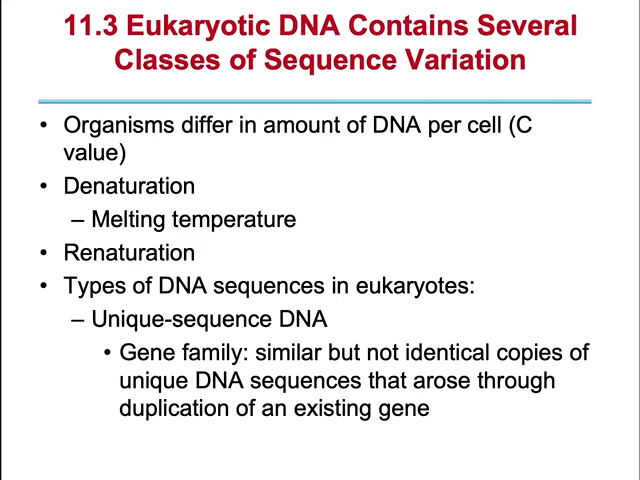 11.3 Eukaryotic DNA Contains Several
Classes of Sequence Variation
• Organisms differ in amount of DNA per cell (C
value)
• Denaturation
– Melting temperature
• Renaturation
• Types of DNA sequences in eukaryotes:
– Unique-sequence DNA
• Gene family: similar but not identical copies of
unique DNA sequences that arose through
duplication of an existing gene